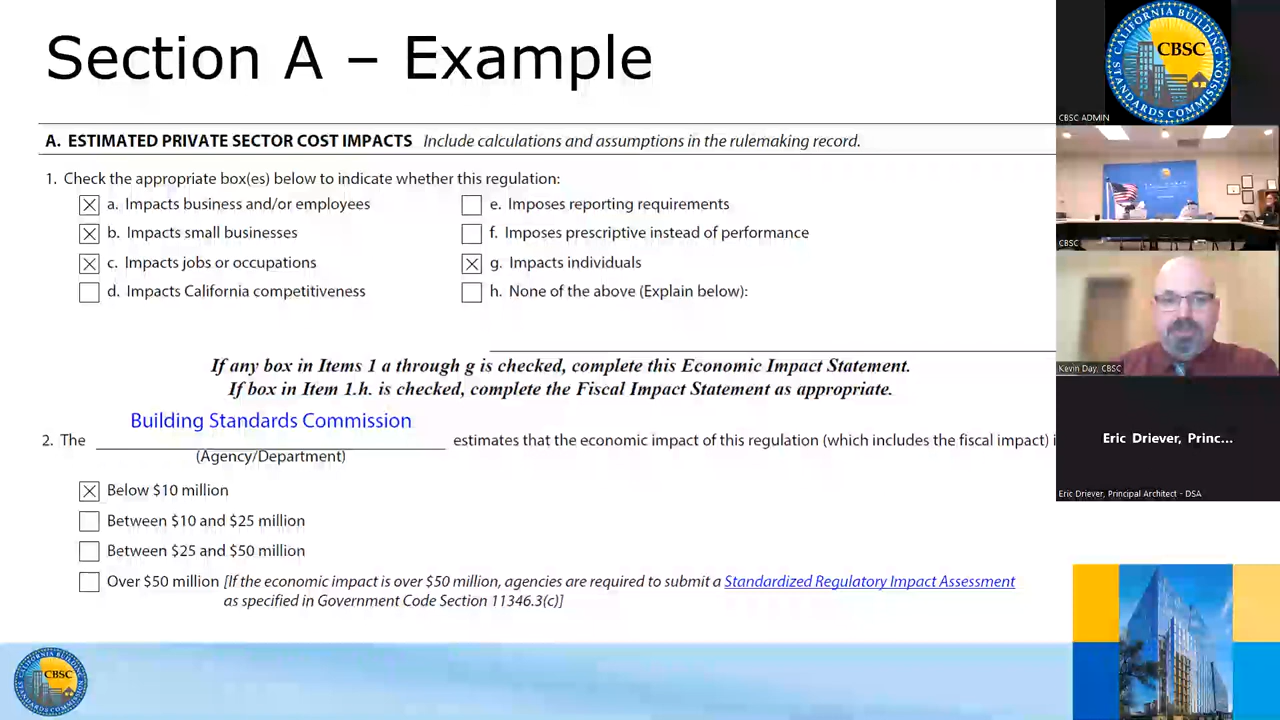 Section A – Example
A. ESTIMATED PRIVATE SECTOR COST IMPACTS Include calculations and assumptions in the rulemaking record.
1. Check the appropriate box(es) below to indicate whether this regulation:
a. Impacts business and/or employees
b. Impacts small businesses
c. Impacts jobs or occupations
d. Impacts California competitiveness
e. Imposes reporting requirements
f. Imposes prescriptive instead of performance
g. Impacts individuals
h. None of the above (Explain below):
If any box in Items 1 a through g is checked, complete this Economic Impact Statement.
If box in Item 1.h. is checked, complete the Fiscal Impact Statement as appropriate.
Building Standards Commission
2. The estimates that the economic impact of this regulation (which includes the fiscal impact)
(Agency/Department)
Below $10 million
Between $10 and $25 million
Between $25 and $50 million
Over $50 million [If the economic impact is over $50 million, agencies are required to submit a Standardized Regulatory Impact Assessment
as specified in Government Code Section 11346.3(c)]
CALIFORNIA BUILDING
CBSC
STANDARDS COMMISSION
CBSC ADMIN
CBSC
Kevin Day, CBSC
Eric Driever, Princ...
Eric Driever, Principal Architect - DSA
CBSC